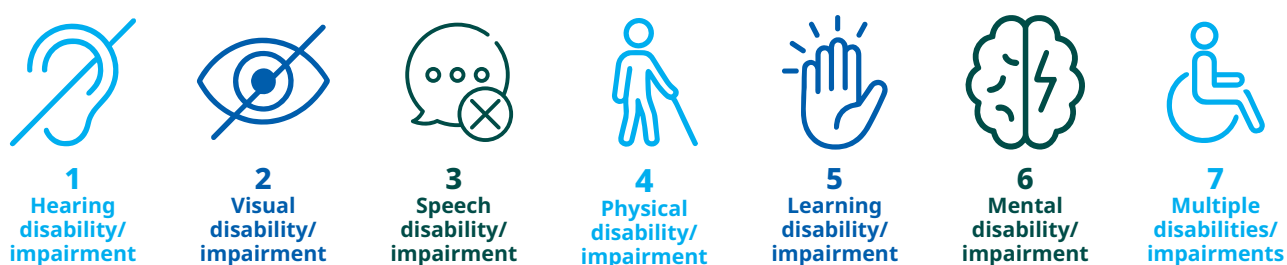 1
Hearing
disability/
impairment
2
Visual
disability/
impairment
3
Speech
disability/
impairment
4
Physical
disability/
impairment
5
Learning
disability/
impairment
6
Mental
disability/
impairment
7
Multiple
disabilities/
impairments